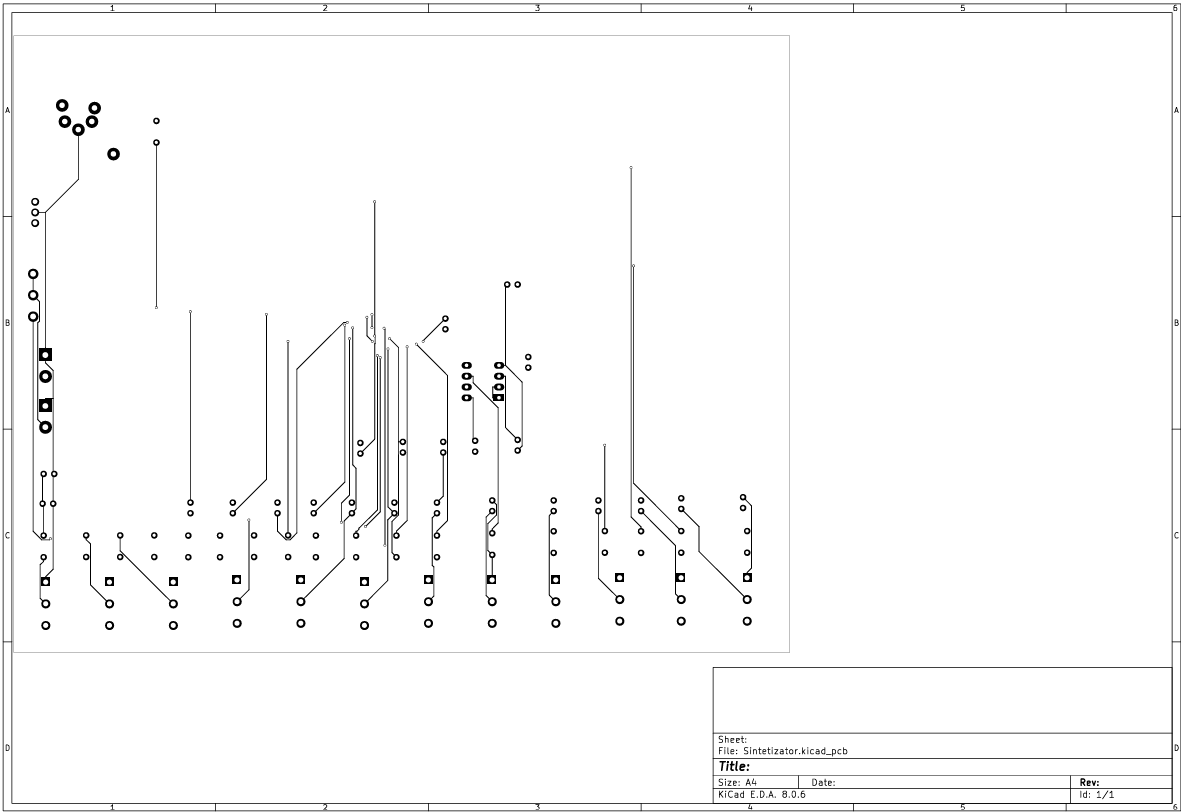 1 2 3 4 5 6
A A
B B
C C
D D
Sheet:
File: Sintetizator.kicad_pcb
Title:
Size: A4 Date: Rev:
KiCad E.D.A. 8.0.6 Id: 1/1
1 2 3 4 5 6